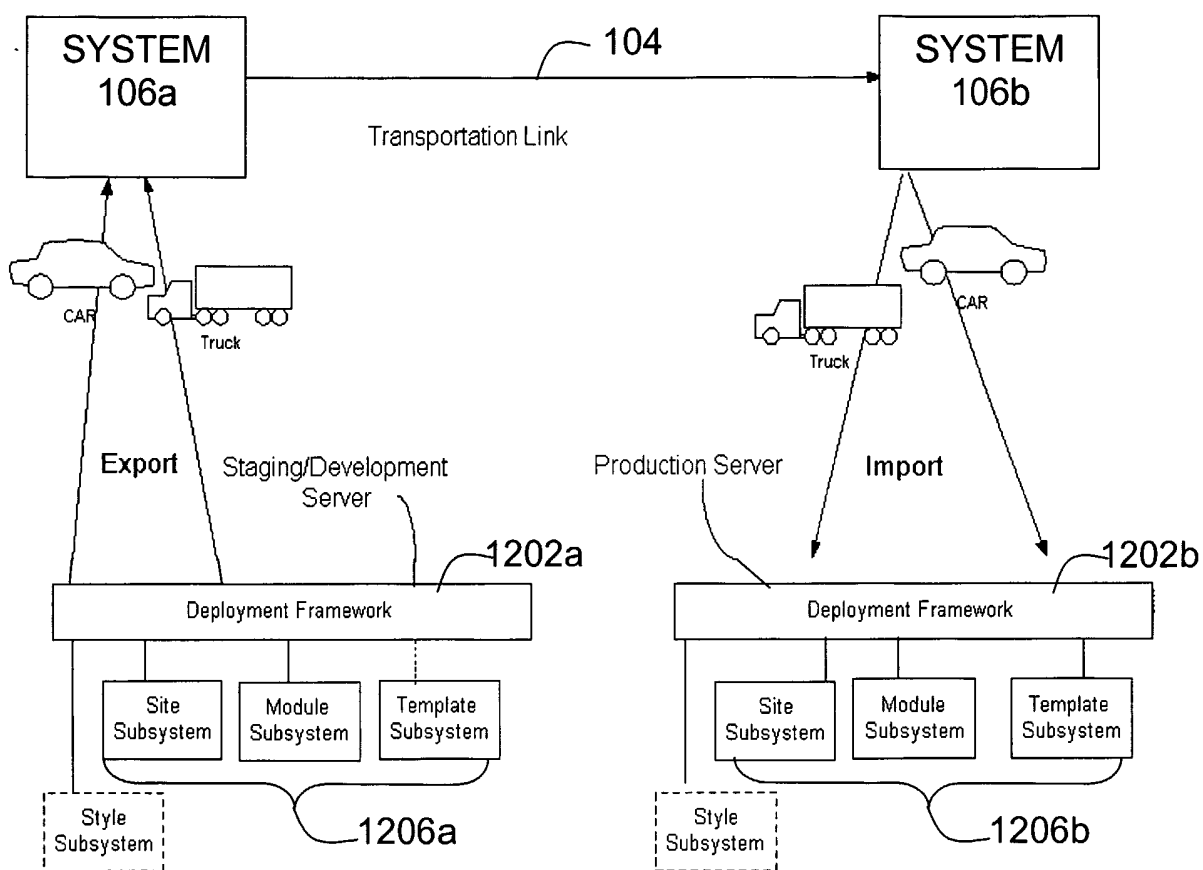 SYSTEM
106a
104
SYSTEM
106b
Transportation Link
CAR
Truck
CAR
Truck
Export
Staging/Development
Server
Production Server
Import
1202a
1202b
Deployment Framework
Deployment Framework
Site
Subsystem
Module
Subsystem
Template
Subsystem
Site
Subsystem
Module
Subsystem
Template
Subsystem
Style
Subsystem
1206a
Style
Subsystem
1206b